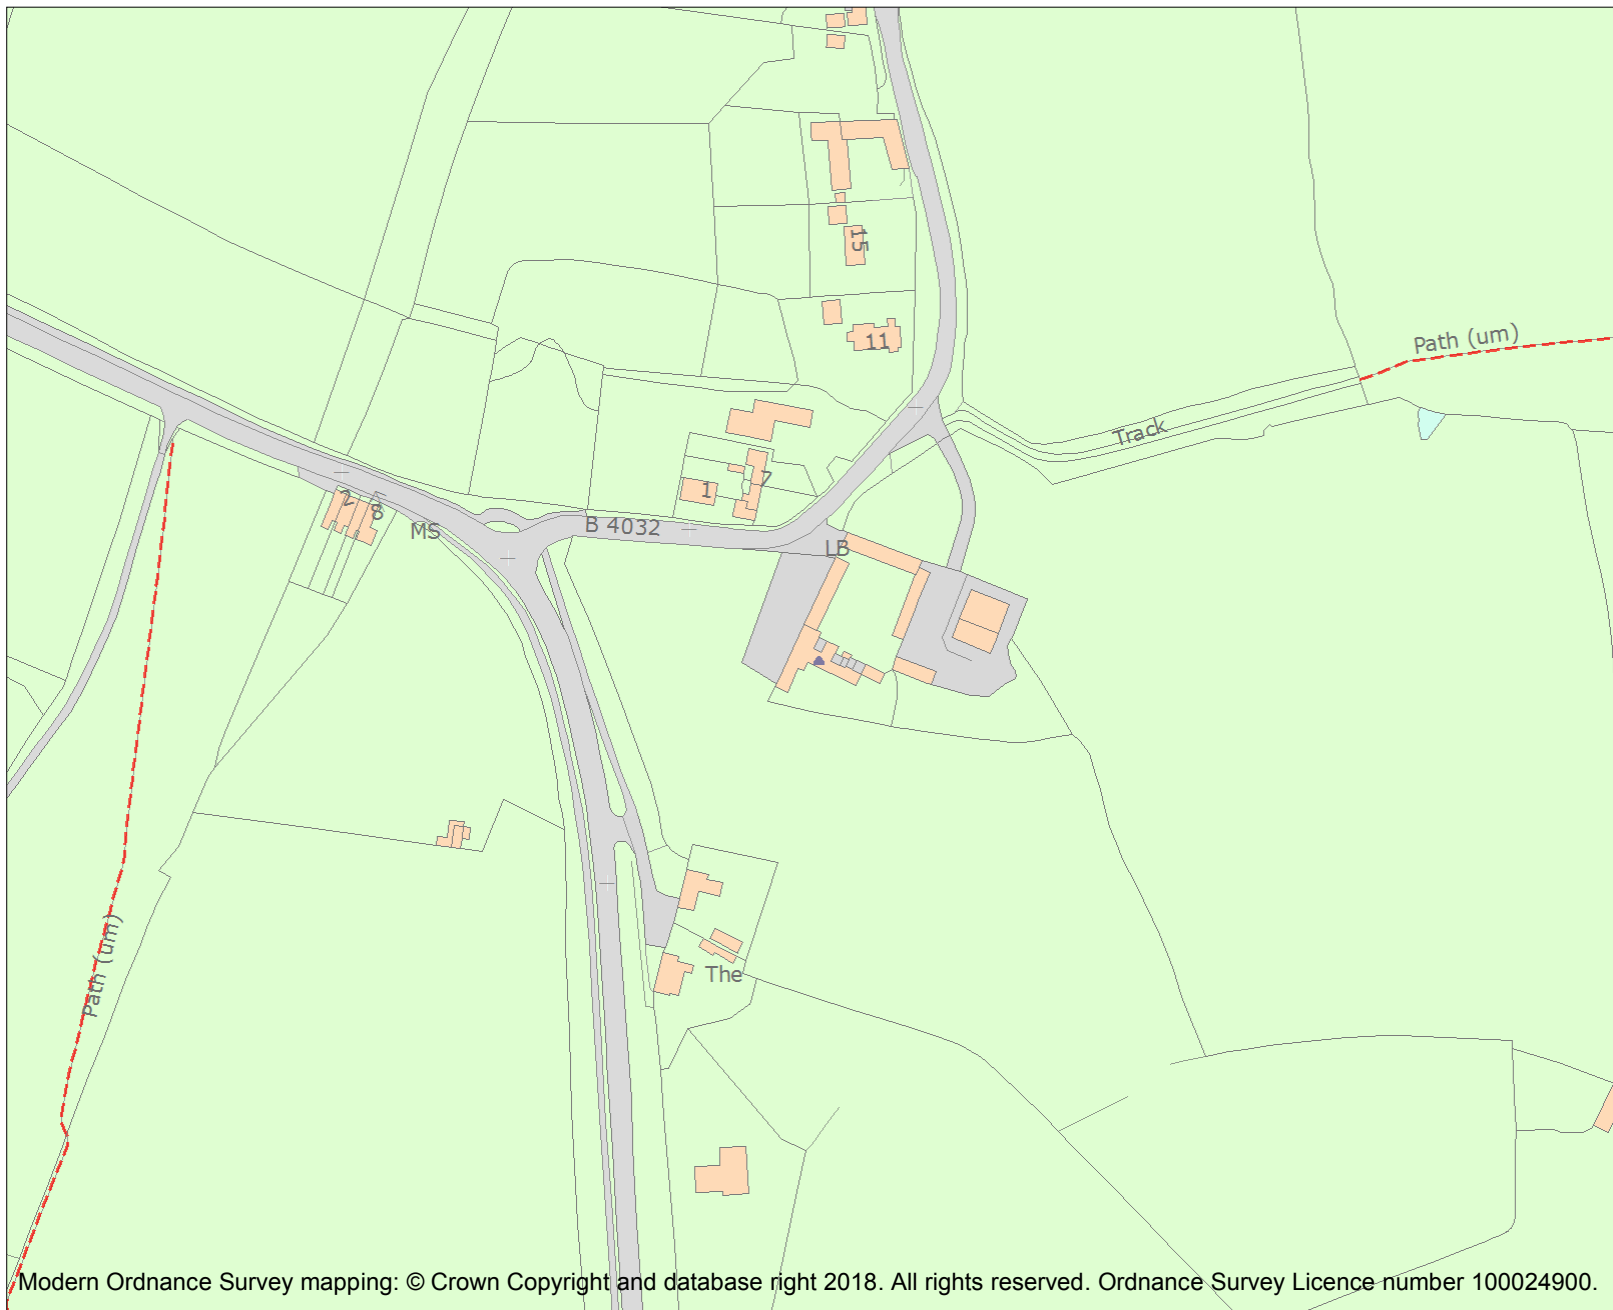 15
11
Path (um)
Track
7
1
2
8
MS
B 4032
LB
Path (um)
The
Modern Ordnance Survey mapping: © Crown Copyright and database right 2018. All rights reserved. Ordnance Survey Licence number 100024900.